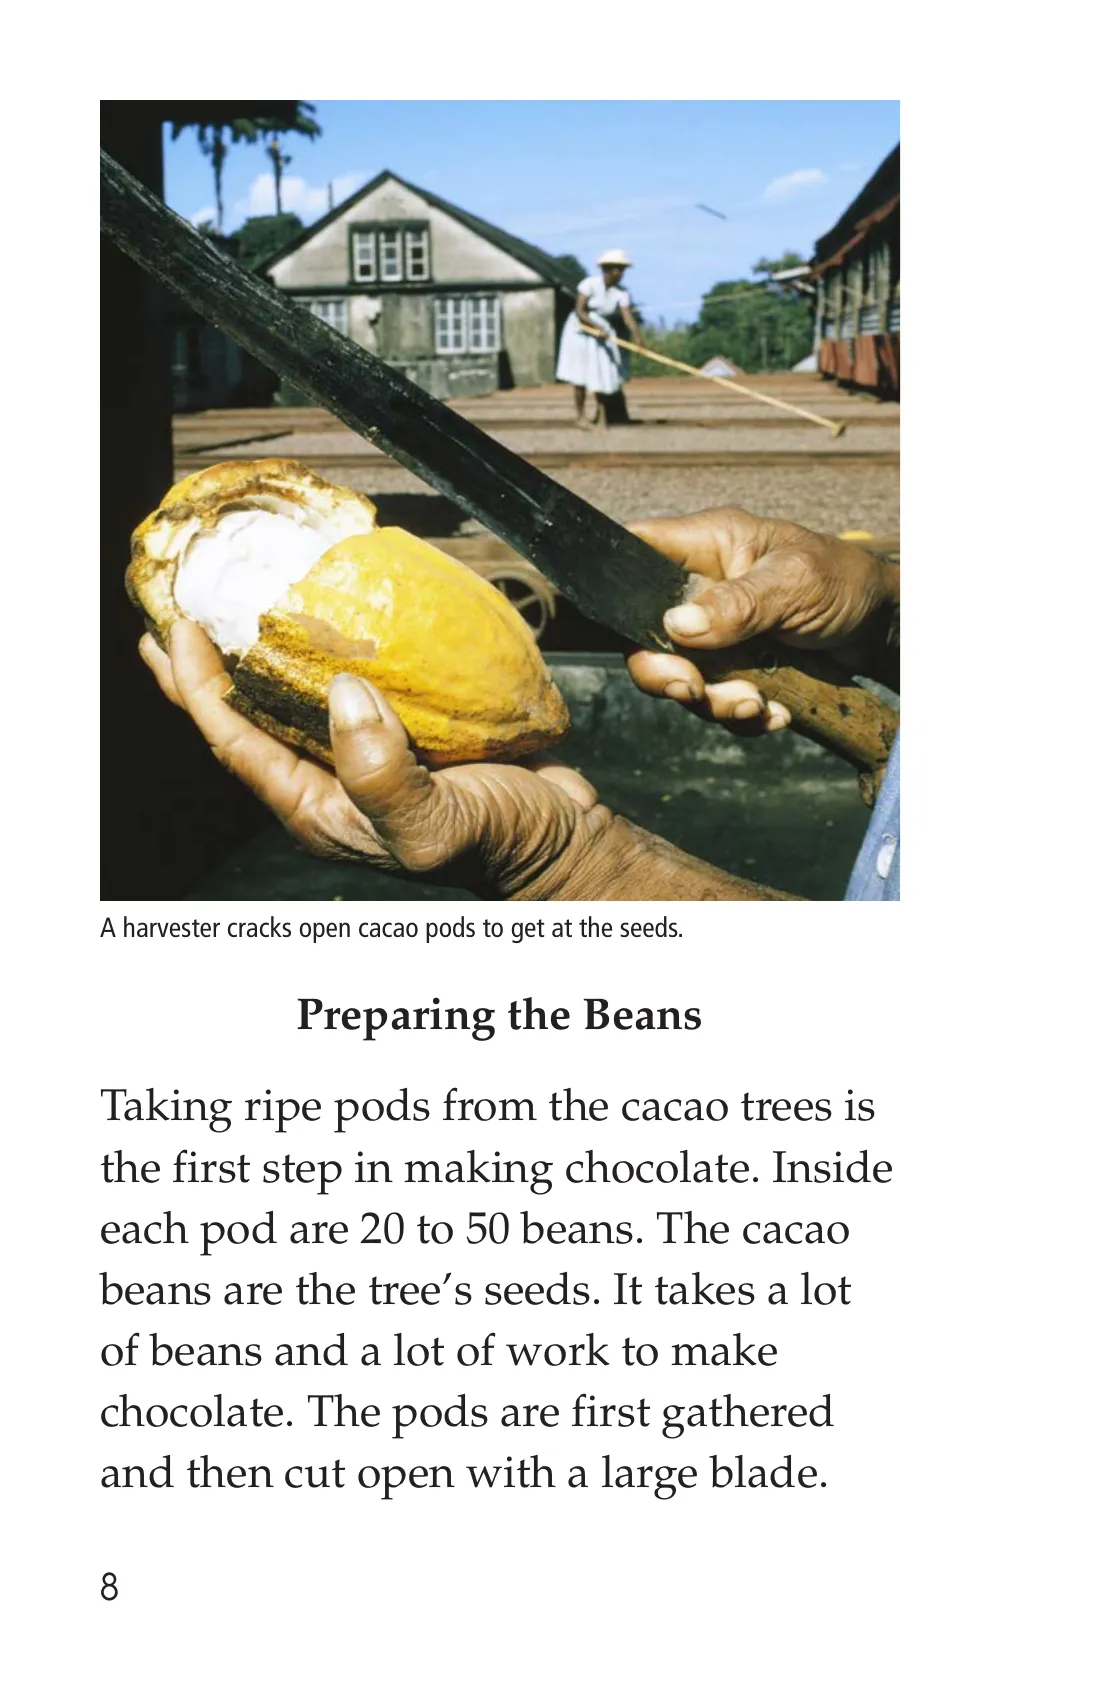 A harvester cracks open cacao pods to get at the seeds.
Preparing the Beans
Taking ripe pods from the cacao trees is
the first step in making chocolate. Inside
each pod are 20 to 50 beans. The cacao
beans are the tree’s seeds. It takes a lot
of beans and a lot of work to make
chocolate. The pods are first gathered
and then cut open with a large blade.
8